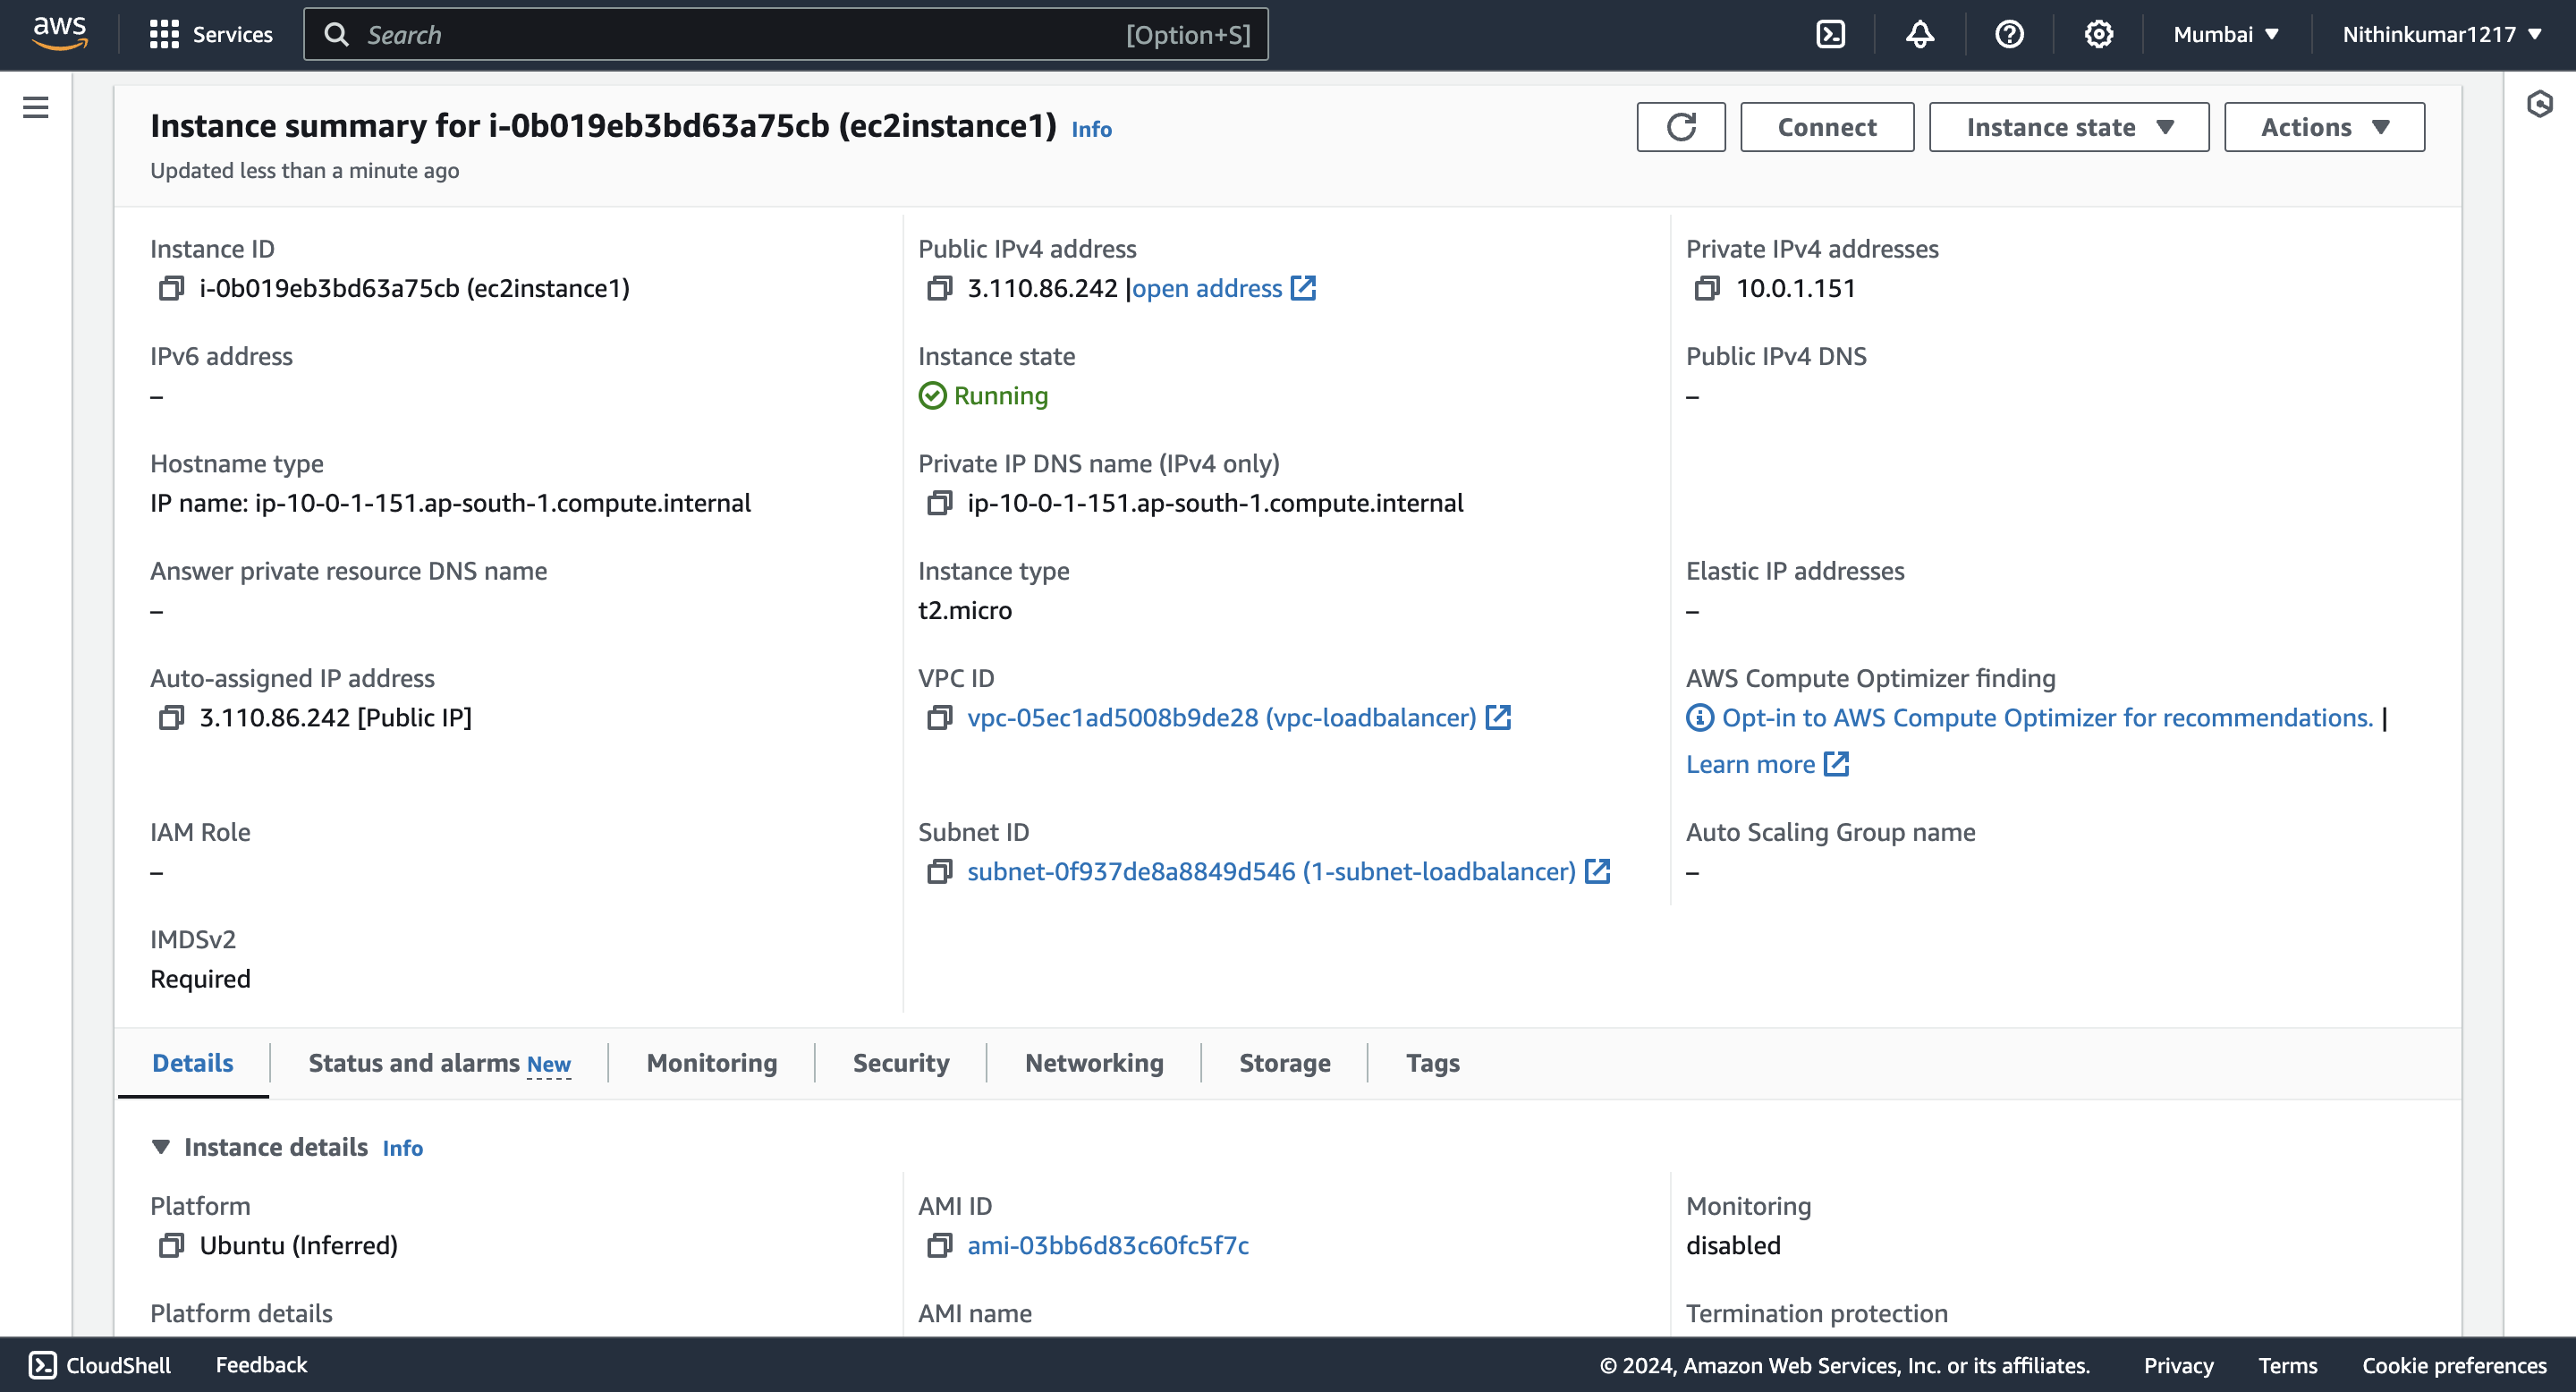 aws
Services
Search
[Option+S]
Mumbai
Nithinkumar1217
Instance summary for i-0b019eb3bd63a75cb (ec2instance1) Info
Updated less than a minute ago
Connect
Instance state
Actions
Instance ID
i-0b019eb3bd63a75cb (ec2instance1)
Public IPv4 address
3.110.86.242 |open address
Private IPv4 addresses
10.0.1.151
IPv6 address
–
Instance state
Running
Public IPv4 DNS
–
Hostname type
IP name: ip-10-0-1-151.ap-south-1.compute.internal
Private IP DNS name (IPv4 only)
ip-10-0-1-151.ap-south-1.compute.internal
Answer private resource DNS name
–
Instance type
t2.micro
Elastic IP addresses
–
Auto-assigned IP address
3.110.86.242 [Public IP]
VPC ID
vpc-05ec1ad5008b9de28 (vpc-loadbalancer)
AWS Compute Optimizer finding
Opt-in to AWS Compute Optimizer for recommendations. |
Learn more
IAM Role
–
Subnet ID
subnet-0f937de8a8849d546 (1-subnet-loadbalancer)
Auto Scaling Group name
–
IMDSv2
Required
Details
Status and alarms New
Monitoring
Security
Networking
Storage
Tags
Instance details Info
Platform
Ubuntu (Inferred)
AMI ID
ami-03bb6d83c60fc5f7c
Monitoring
disabled
Platform details
AMI name
Termination protection
CloudShell
Feedback
© 2024, Amazon Web Services, Inc. or its affiliates.
Privacy
Terms
Cookie preferences